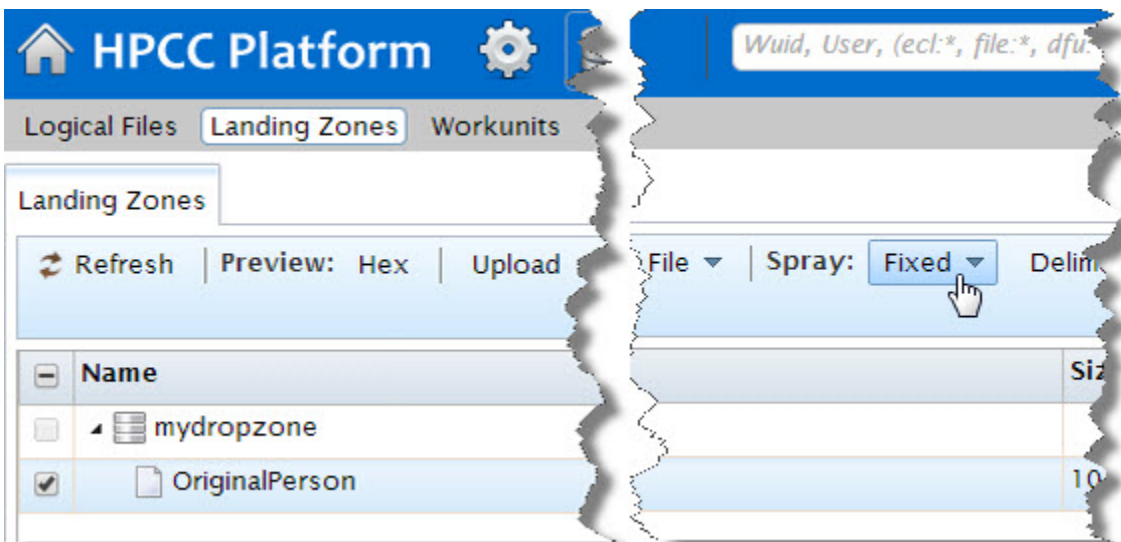 HPCC Platform Wuid, User, (ecl:*, file:*, dfu:
Logical Files Landing Zones Workunits
Landing Zones
Refresh Preview: Hex Upload File Spray: Fixed
Name
mydropzone
OriginalPerson 10